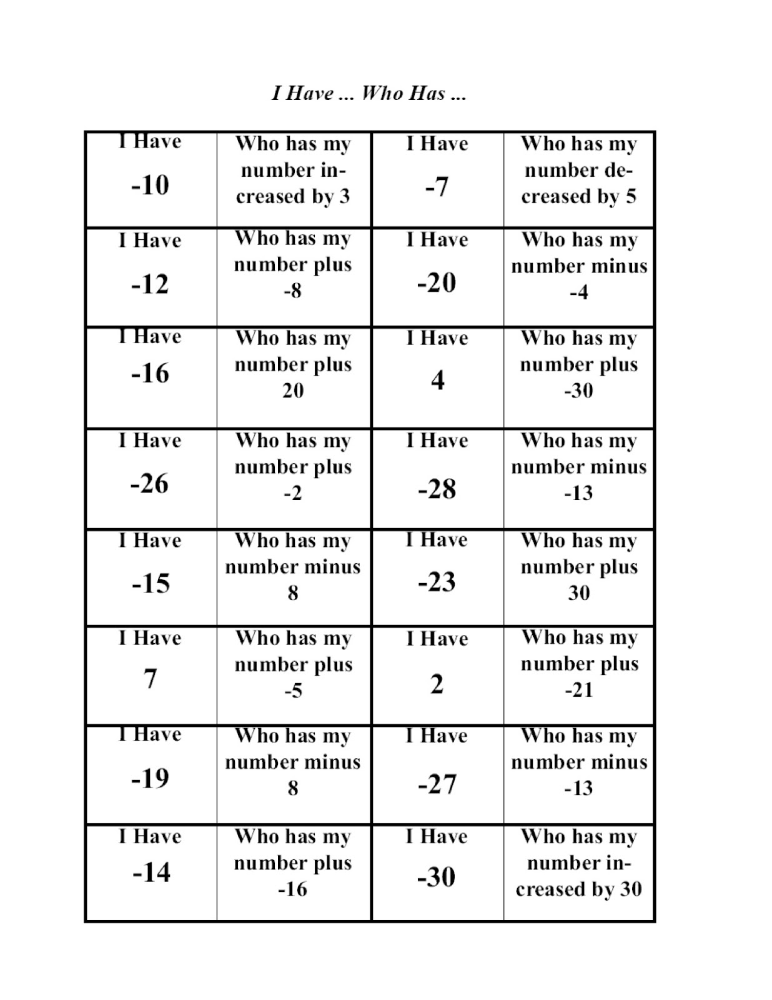 I Have ... Who Has ...
I Have
-10
Who has my
number in-
creased by 3
I Have
-7
Who has my
number de-
creased by 5
I Have
-12
Who has my
number plus
-8
I Have
-20
Who has my
number minus
-4
I Have
-16
Who has my
number plus
20
I Have
4
Who has my
number plus
-30
I Have
-26
Who has my
number plus
-2
I Have
-28
Who has my
number minus
-13
I Have
-15
Who has my
number minus
8
I Have
-23
Who has my
number plus
30
I Have
7
Who has my
number plus
-5
I Have
2
Who has my
number plus
-21
I Have
-19
Who has my
number minus
8
I Have
-27
Who has my
number minus
-13
I Have
-14
Who has my
number plus
-16
I Have
-30
Who has my
number in-
creased by 30